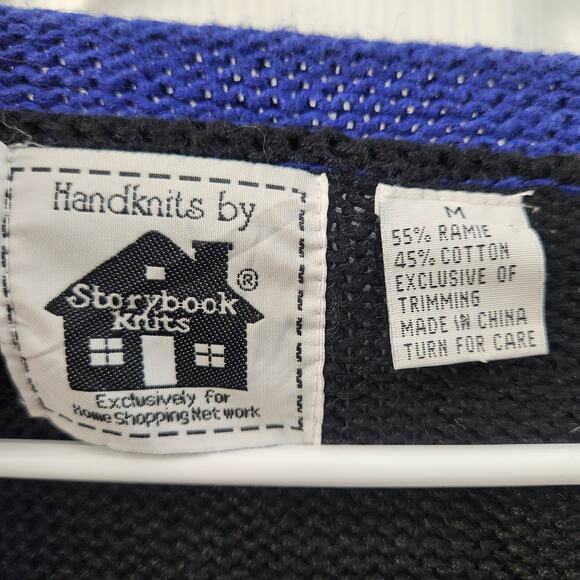 Handknits by
Storybook
Knits
®
Exclusively for
Home Shopping Network
M
55% RAMIE
45% COTTON
EXCLUSIVE OF
TRIMMING
MADE IN CHINA
TURN FOR CARE